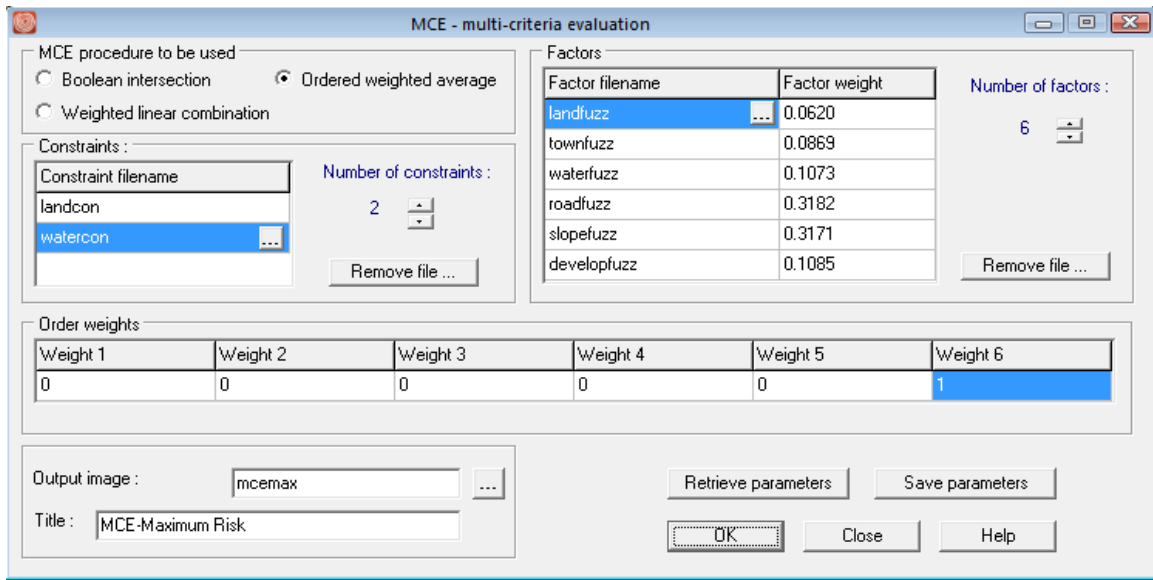 MCE - multi-criteria evaluation
MCE procedure to be used
Boolean intersection Ordered weighted average
Weighted linear combination
Constraints :
Constraint filename
landcon
watercon ...
Number of constraints :
2
Remove file ...
Factors
Factor filename Factor weight
landfuzz ... 0.0620
townfuzz 0.0869
waterfuzz 0.1073
roadfuzz 0.3182
slopefuzz 0.3171
developfuzz 0.1085
Number of factors :
6
Remove file ...
Order weights
Weight 1 Weight 2 Weight 3 Weight 4 Weight 5 Weight 6
0 0 0 0 0 1
Output image : mcemax ...
Title : MCE-Maximum Risk
Retrieve parameters Save parameters
OK Close Help